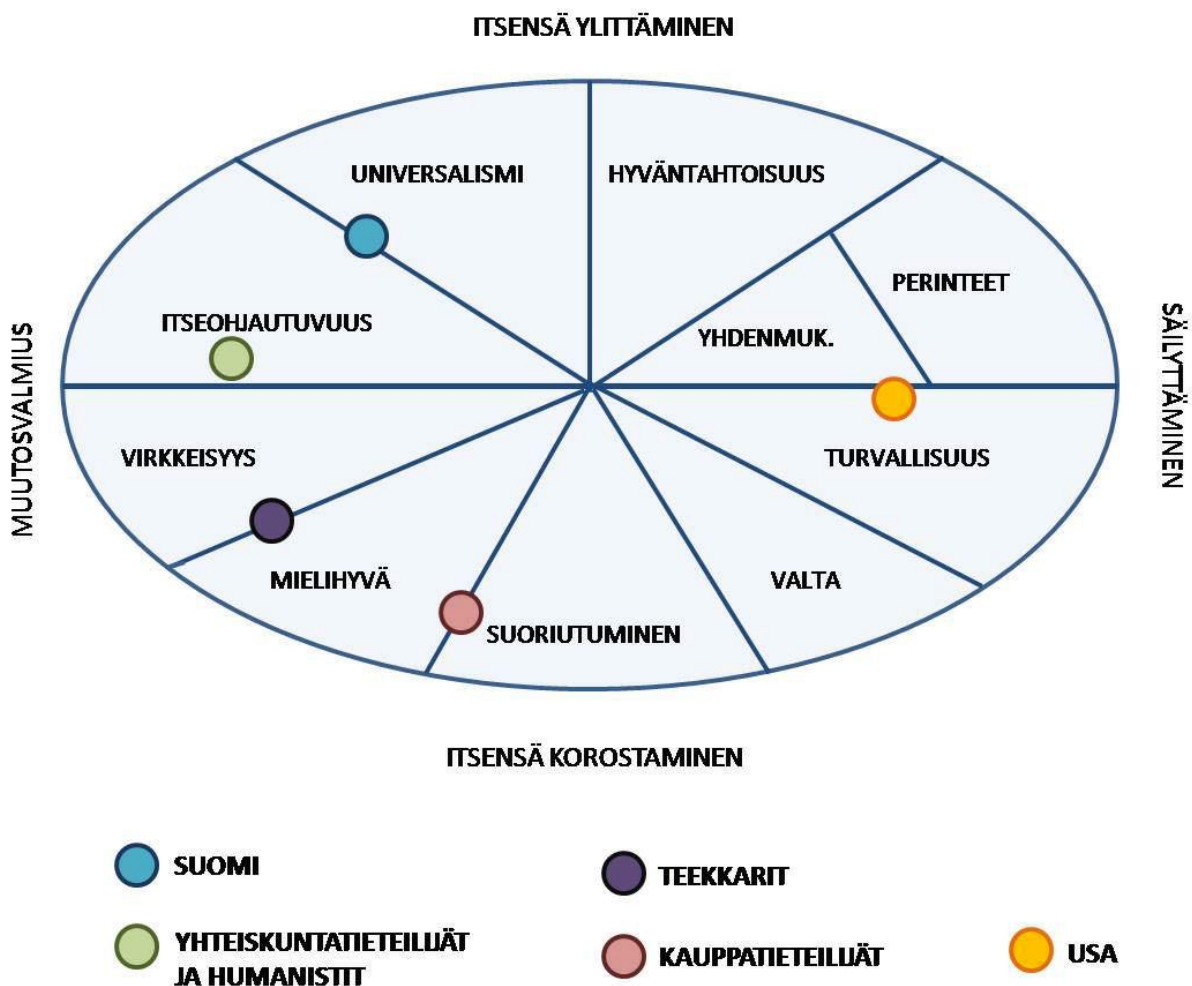 ITSENSÄ YLITTÄMINEN
UNIVERSALISMI
HYVÄNTAHTOISUUS
PERINTEET
ITSEOHJAUTUVUUS
YHDENMUK.
MUUTOSVALMIUS
SÄILYTTÄMINEN
VIRKKEISYYS
TURVALLISUUS
MIELIHYVÄ
VALTA
SUORIUTUMINEN
ITSENSÄ KOROSTAMINEN
SUOMI
TEEKKARIT
YHTEISKUNTATIETEILIJÄT
JA HUMANISTIT
KAUPPATIETEILIJÄT
USA